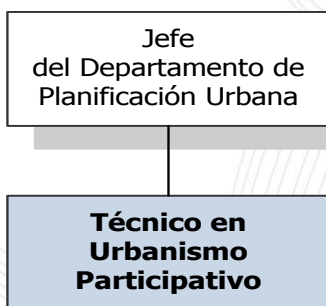 Jefe
del Departamento de
Planificación Urbana
Técnico en
Urbanismo
Participativo